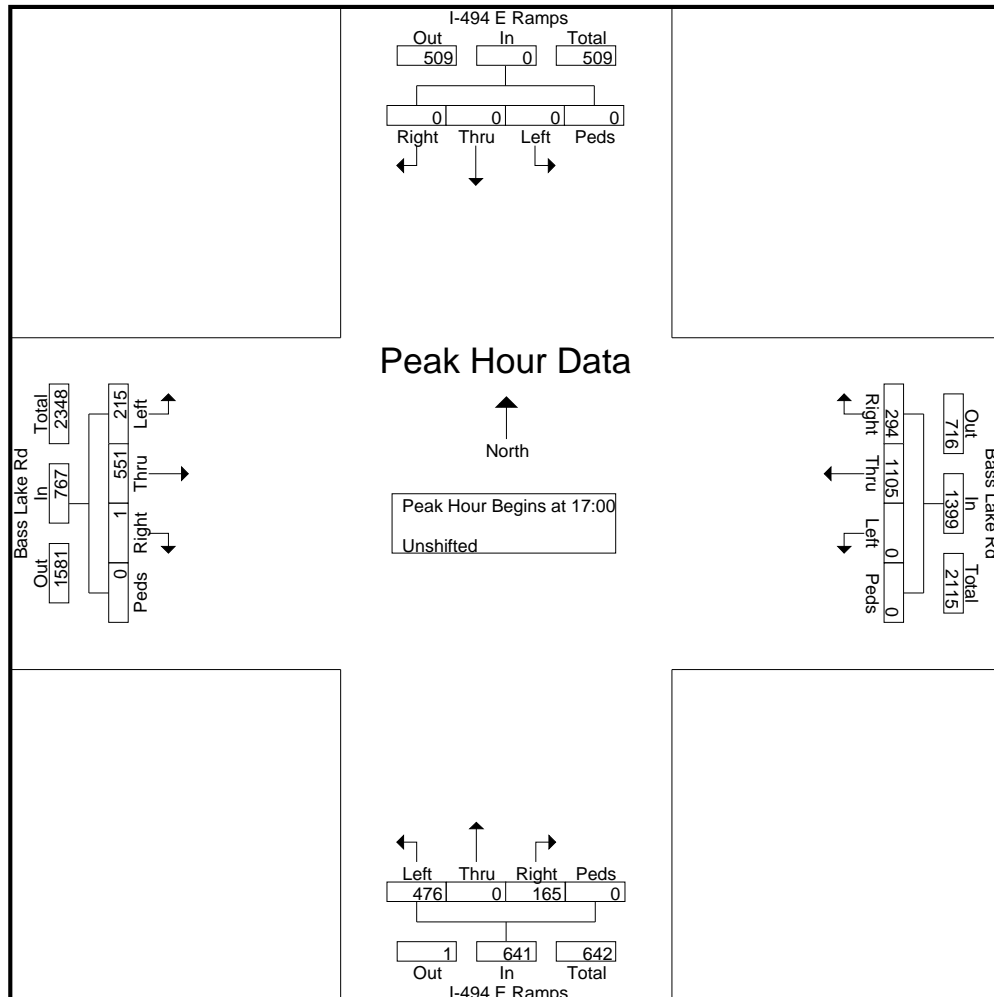 I-494 E Ramps
Out In Total
509 0 509
0 0 0 0
Right Thru Left Peds
Peak Hour Data
North
Peak Hour Begins at 17:00
Unshifted
Bass Lake Rd
Total In Out
2348 767 1581
215 551 1 0
Left Thru Right Peds
Right Thru Left Peds
294 1105 0 0
716 1399 2115
Out In Total
Bass Lake Rd
Left Thru Right Peds
476 0 165 0
1 641 642
Out In Total
I-494 E Ramps